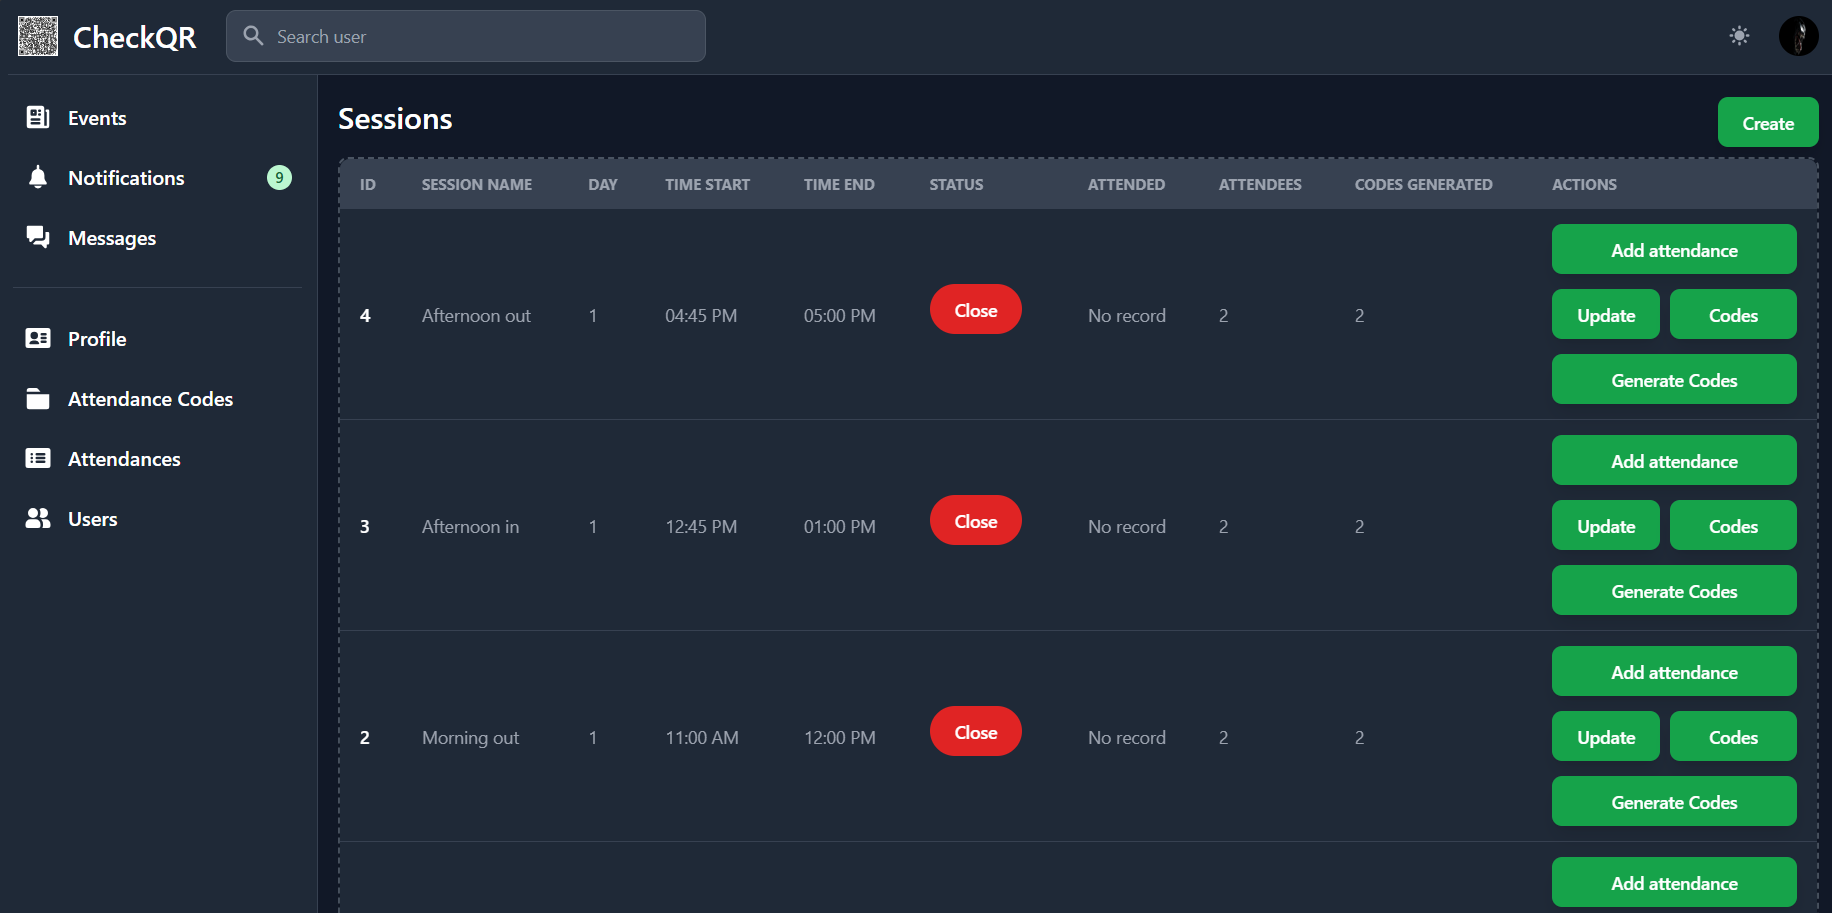 CheckQR
Search user
Events
Notifications 9
Messages
Profile
Attendance Codes
Attendances
Users
Sessions
Create
ID SESSION NAME DAY TIME START TIME END STATUS ATTENDED ATTENDEES CODES GENERATED ACTIONS
Add attendance
4 Afternoon out 1 04:45 PM 05:00 PM Close No record 2 2 Update Codes
Generate Codes
Add attendance
3 Afternoon in 1 12:45 PM 01:00 PM Close No record 2 2 Update Codes
Generate Codes
Add attendance
2 Morning out 1 11:00 AM 12:00 PM Close No record 2 2 Update Codes
Generate Codes
Add attendance